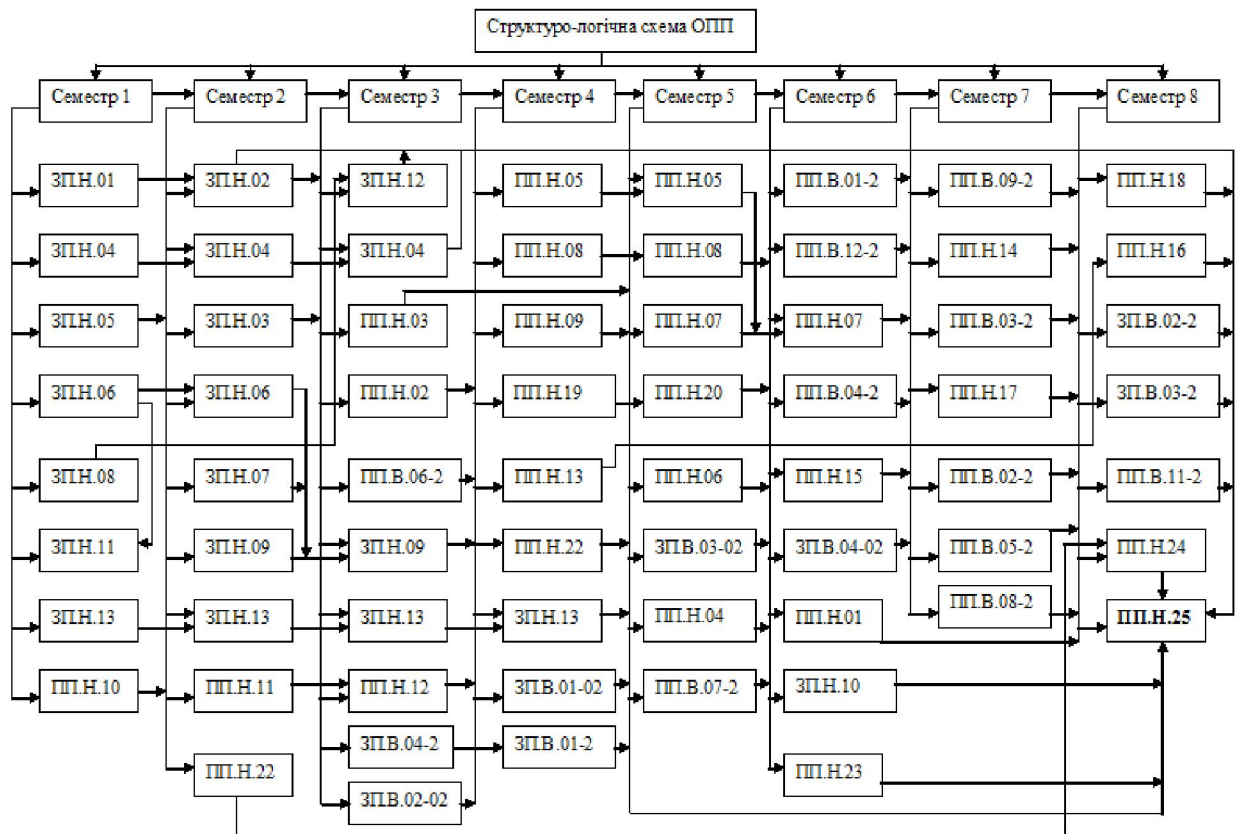 Структуро-логічна схема ОПП
Семестр 1 Семестр 2 Семестр 3 Семестр 4 Семестр 5 Семестр 6 Семестр 7 Семестр 8
ЗП.Н.01 ЗП.Н.02 ЗП.Н.12 ПП.Н.05 ПП.Н.05 ПП.В.01-2 ПП.В.09-2 ПП.Н.18
ЗП.Н.04 ЗП.Н.04 ЗП.Н.04 ПП.Н.08 ПП.Н.08 ПП.В.12-2 ПП.Н.14 ПП.Н.16
ЗП.Н.05 ЗП.Н.03 ПП.Н.03 ПП.Н.09 ПП.Н.07 ПП.Н.07 ПП.В.03-2 ЗП.В.02-2
ЗП.Н.06 ЗП.Н.06 ПП.Н.02 ПП.Н.19 ПП.Н.20 ПП.В.04-2 ПП.Н.17 ЗП.В.03-2
ЗП.Н.08 ЗП.Н.07 ПП.В.06-2 ПП.Н.13 ПП.Н.06 ПП.Н.15 ПП.В.02-2 ПП.В.11-2
ЗП.Н.11 ЗП.Н.09 ЗП.Н.09 ПП.Н.22 ЗП.В.03-02 ЗП.В.04-02 ПП.В.05-2 ПП.Н.24
ЗП.Н.13 ЗП.Н.13 ЗП.Н.13 ЗП.Н.13 ПП.Н.04 ПП.Н.01 ПП.В.08-2 ПП.Н.25
ПП.Н.10 ПП.Н.11 ПП.Н.12 ЗП.В.01-02 ПП.В.07-2 ЗП.Н.10
ЗП.В.04-2 ЗП.В.01-2
ПП.Н.22 ПП.Н.23
ЗП.В.02-02